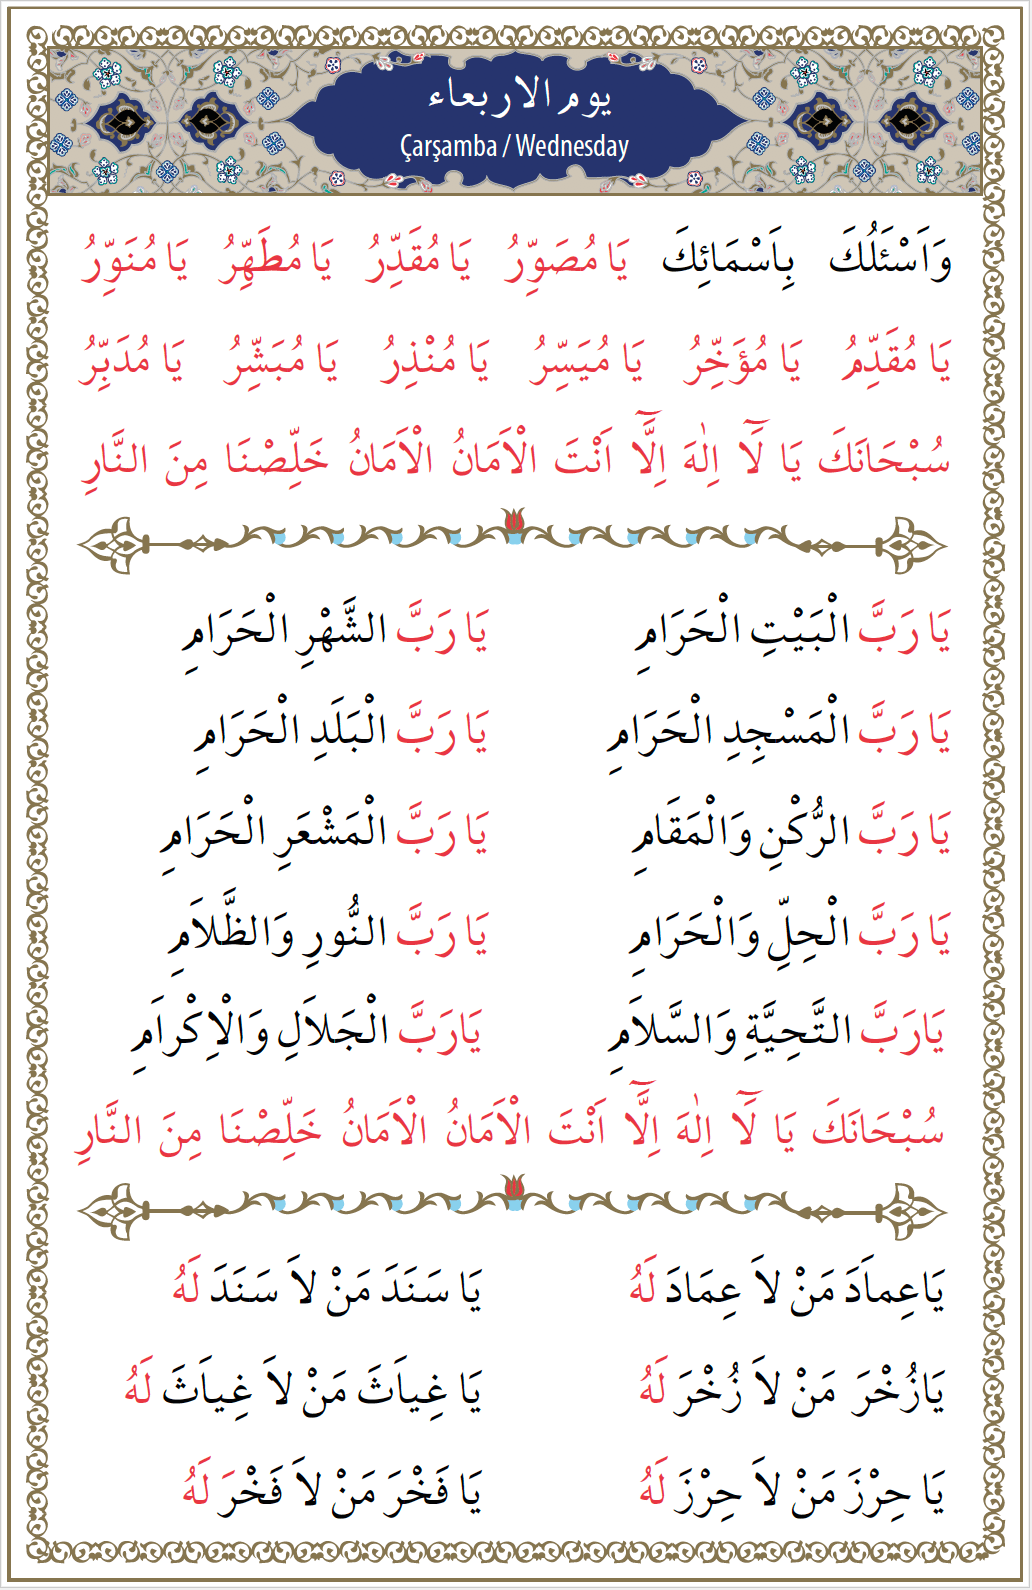 يوم الاربعاء
Çarşamba / Wednesday
وَاَسْئَلُكَ بِاَسْمَائِكَ يَا مُصَوِّرُ يَا مُقَدِّرُ يَا مُطَهِّرُ يَا مُنَوِّرُ
يَا مُقَدِّمُ يَا مُؤَخِّرُ يَا مُيَسِّرُ يَا مُنْذِرُ يَا مُبَشِّرُ يَا مُدَبِّرُ
سُبْحَانَكَ يَا لَٓا اِلٰهَ اِلَّٓا اَنْتَ الْاَمَانُ الْاَمَانُ خَلِّصْنَا مِنَ النَّارِ
يَا رَبَّ الْبَيْتِ الْحَرَامِ يَا رَبَّ الشَّهْرِ الْحَرَامِ
يَا رَبَّ الْمَسْجِدِ الْحَرَامِ يَا رَبَّ الْبَلَدِ الْحَرَامِ
يَا رَبَّ الرُّكْنِ وَالْمَقَامِ يَا رَبَّ الْمَشْعَرِ الْحَرَامِ
يَا رَبَّ الْحِلِّ وَالْحَرَامِ يَا رَبَّ النُّورِ وَالظَّلَامِ
يَارَبَّ التَّحِيَّةِ وَالسَّلَامِ يَارَبَّ الْجَلَالِ وَالْاِكْرَامِ
سُبْحَانَكَ يَا لَٓا اِلٰهَ اِلَّٓا اَنْتَ الْاَمَانُ الْاَمَانُ خَلِّصْنَا مِنَ النَّارِ
يَاعِمَادَ مَنْ لَا عِمَادَ لَهُ يَا سَنَدَ مَنْ لَا سَنَدَ لَهُ
يَازُخْرَ مَنْ لَا زُخْرَ لَهُ يَا غِيَاثَ مَنْ لَا غِيَاثَ لَهُ
يَا حِرْزَ مَنْ لَا حِرْزَ لَهُ يَا فَخْرَ مَنْ لَا فَخْرَ لَهُ